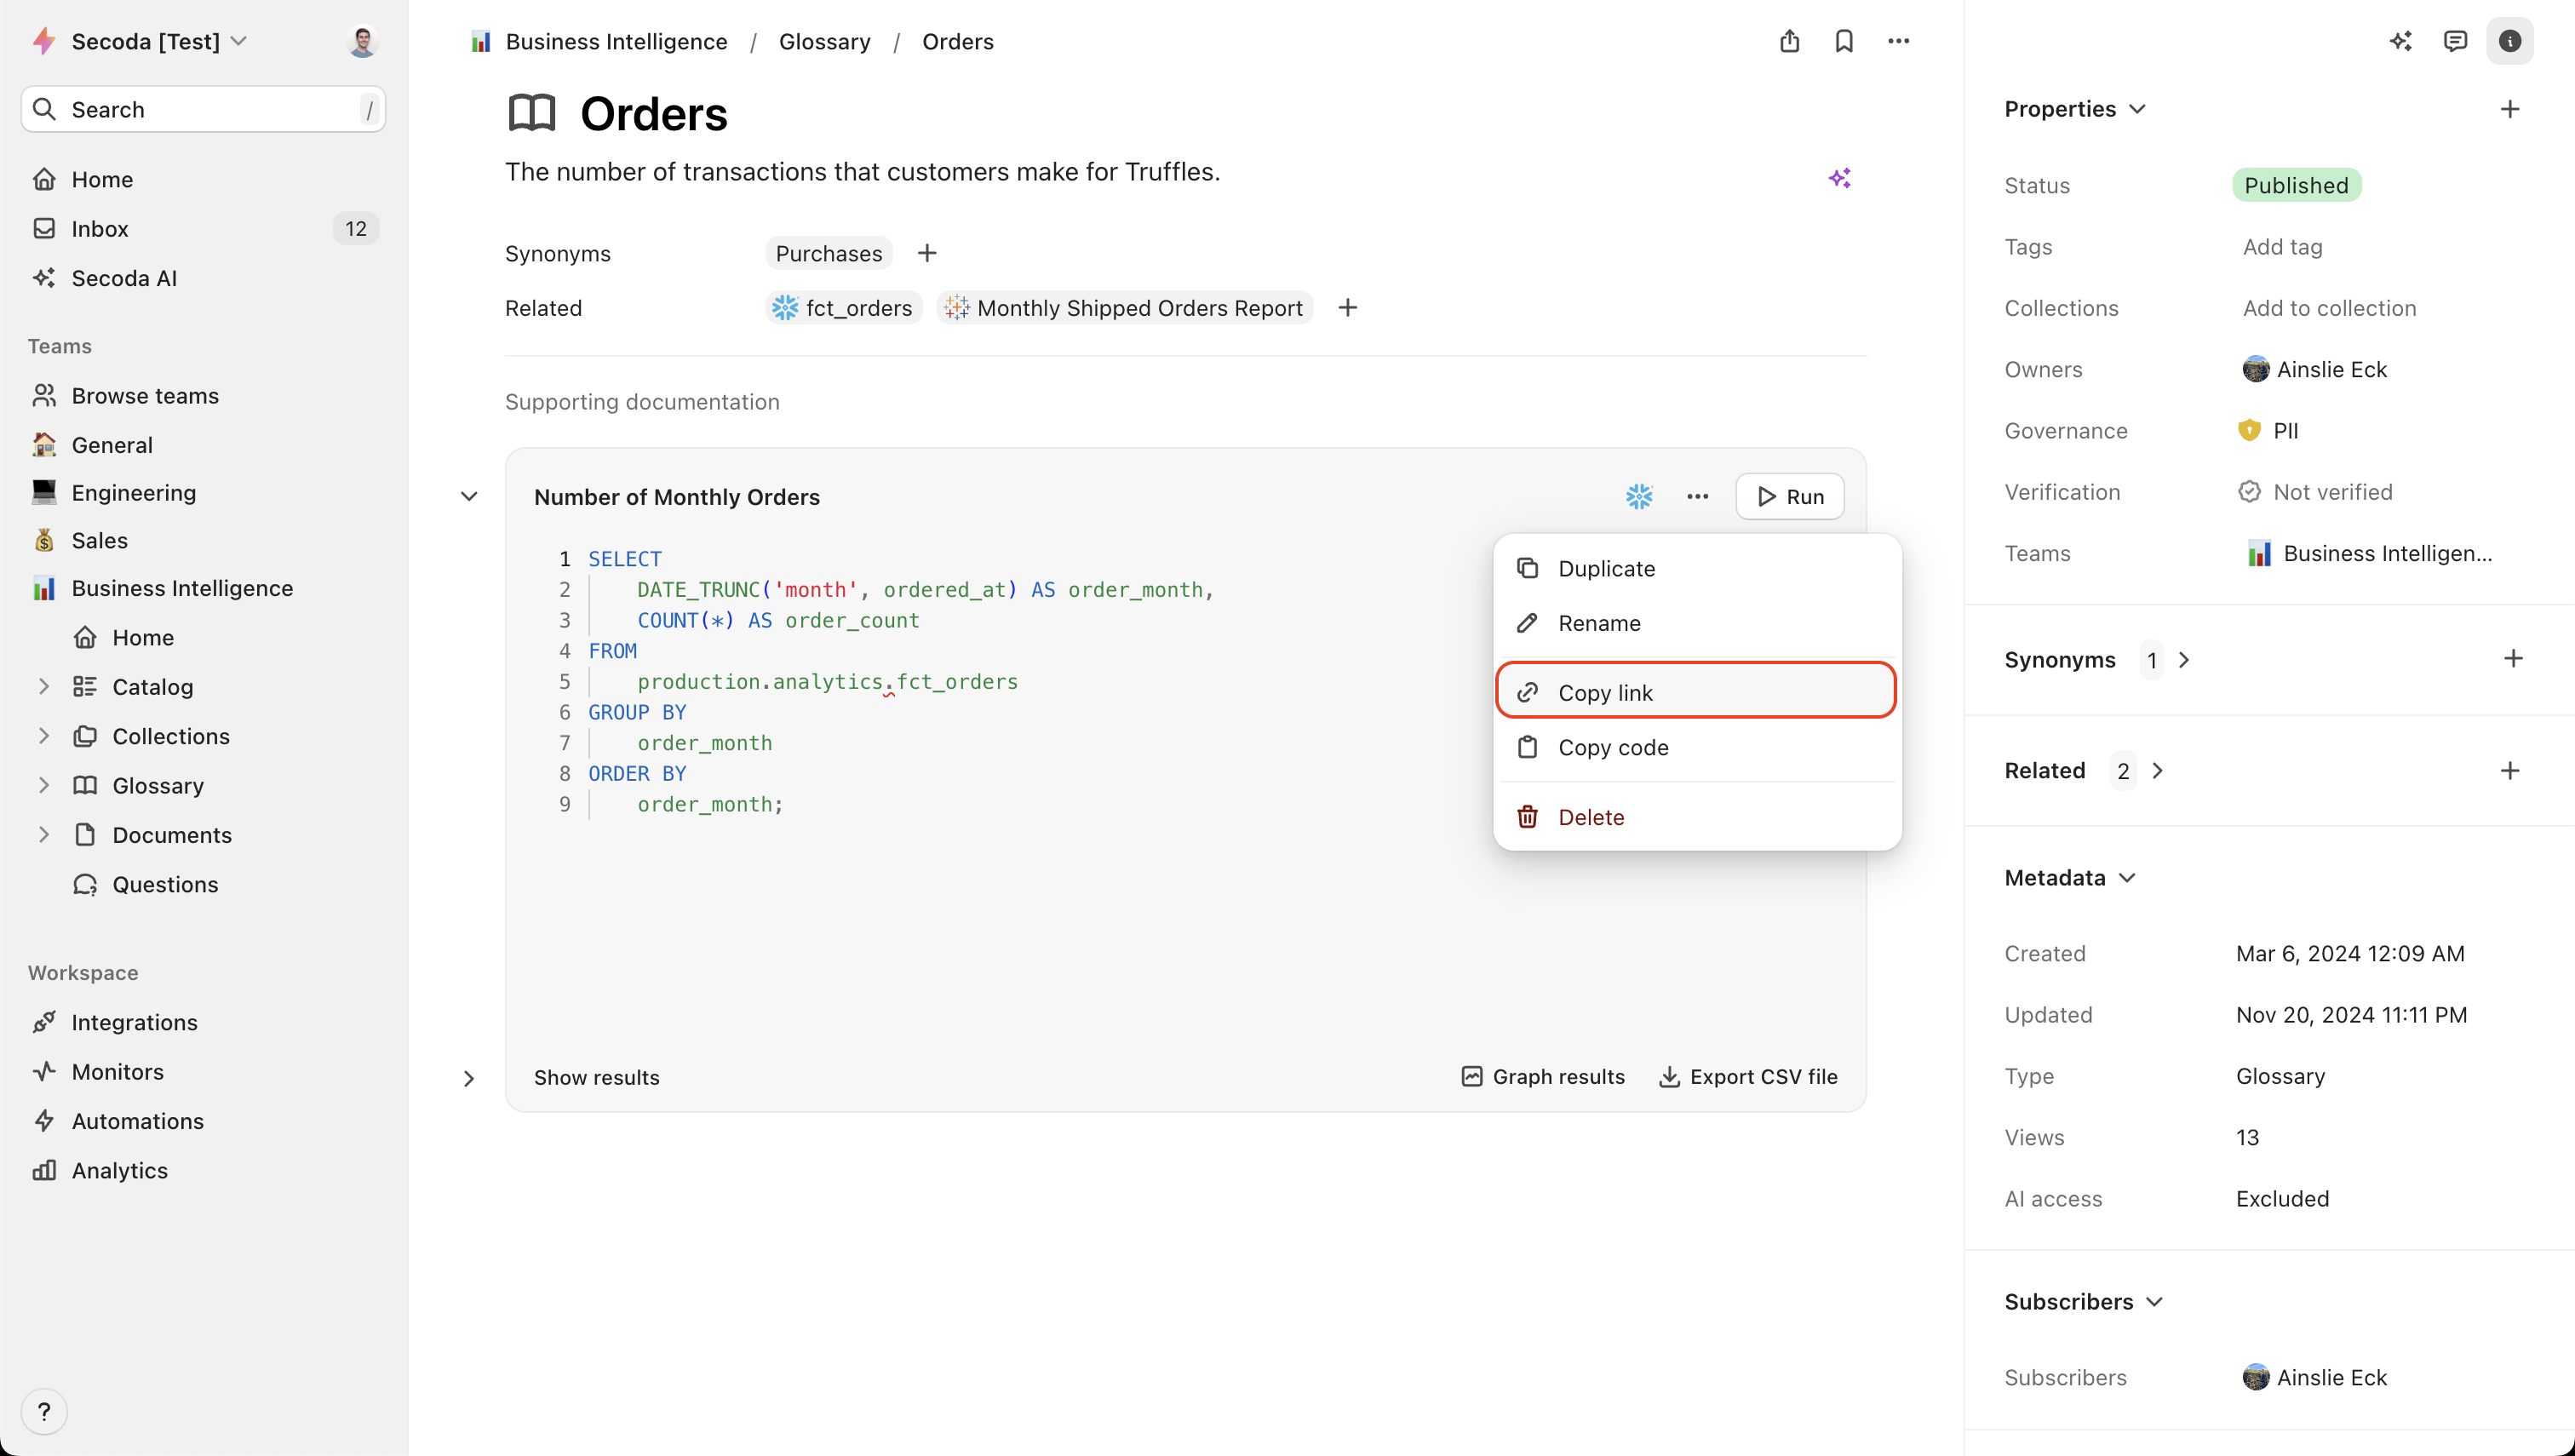 Secoda [Test]
Search /
Home
Inbox 12
Secoda AI
Teams
Browse teams
General
Engineering
Sales
Business Intelligence
Home
Catalog
Collections
Glossary
Documents
Questions
Workspace
Integrations
Monitors
Automations
Analytics
?
Business Intelligence / Glossary / Orders
Orders
The number of transactions that customers make for Truffles.
Synonyms Purchases
Related fct_orders Monthly Shipped Orders Report
Supporting documentation
Number of Monthly Orders Run
1 SELECT
2 DATE_TRUNC('month', ordered_at) AS order_month,
3 COUNT(*) AS order_count
4 FROM
5 production.analytics.fct_orders
6 GROUP BY
7 order_month
8 ORDER BY
9 order_month;
Duplicate
Rename
Copy link
Copy code
Delete
Show results Graph results Export CSV file
Properties
Status Published
Tags Add tag
Collections Add to collection
Owners Ainslie Eck
Governance PII
Verification Not verified
Teams Business Intelligen...
Synonyms 1
Related 2
Metadata
Created Mar 6, 2024 12:09 AM
Updated Nov 20, 2024 11:11 PM
Type Glossary
Views 13
AI access Excluded
Subscribers
Subscribers Ainslie Eck